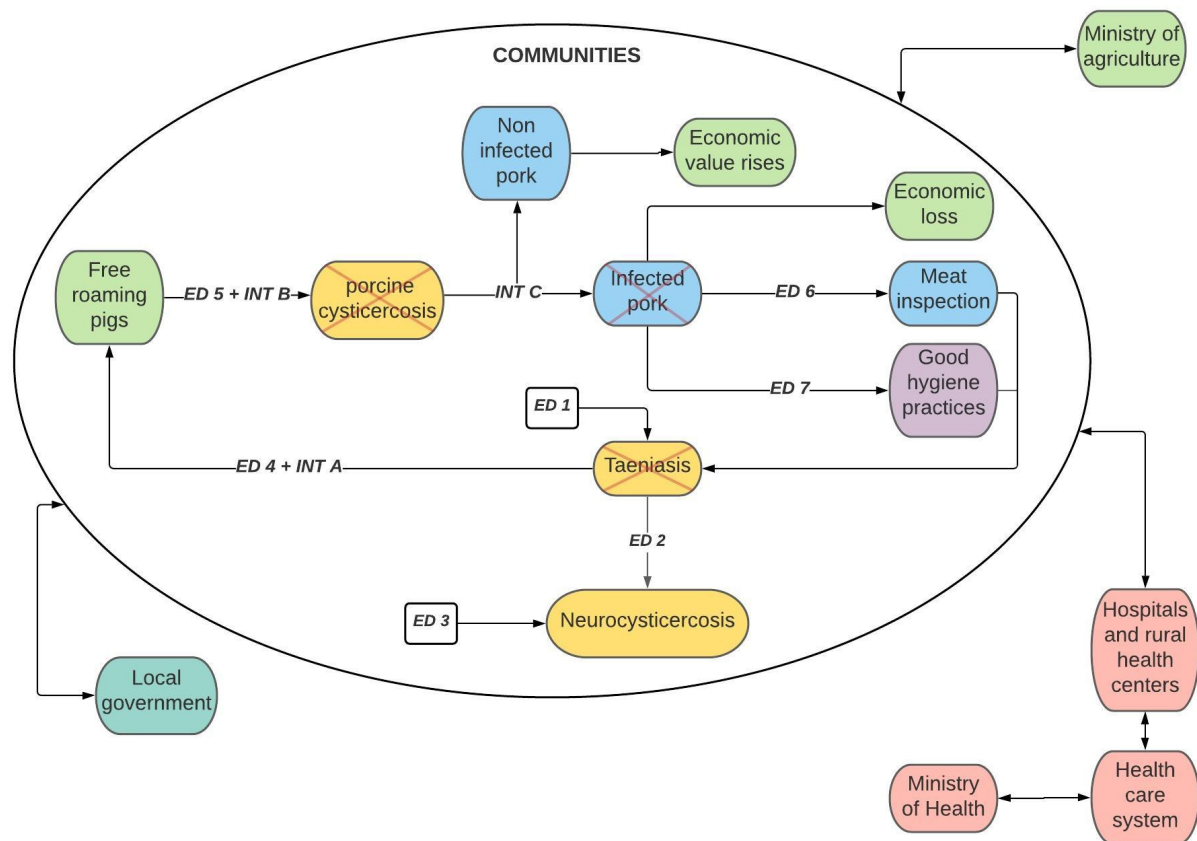 Ministry of
agriculture
COMMUNITIES
Non
infected
pork
Economic
value rises
Economic
loss
Free
roaming
pigs
ED 5 + INT B
porcine
cysticercosis
INT C
Infected
pork
ED 6
Meat
inspection
ED 7
Good
hygiene
practices
ED 1
Taeniasis
ED 4 + INT A
ED 2
ED 3
Neurocysticercosis
Local
government
Hospitals
and rural
health
centers
Ministry
of Health
Health
care
system